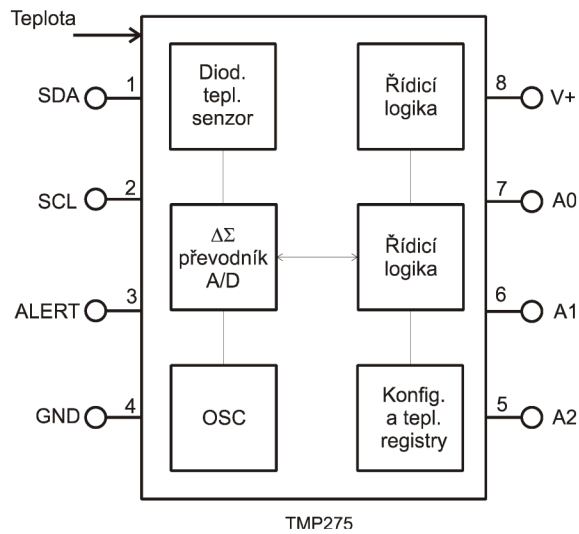 Teplota
SDA
1
Diod.
tepl.
senzor
Řídicí
logika
8
V+
SCL
2
ΔΣ
převodník
A/D
Řídicí
logika
7
A0
ALERT
3
6
A1
GND
4
OSC
Konfig.
a tepl.
registry
5
A2
TMP275